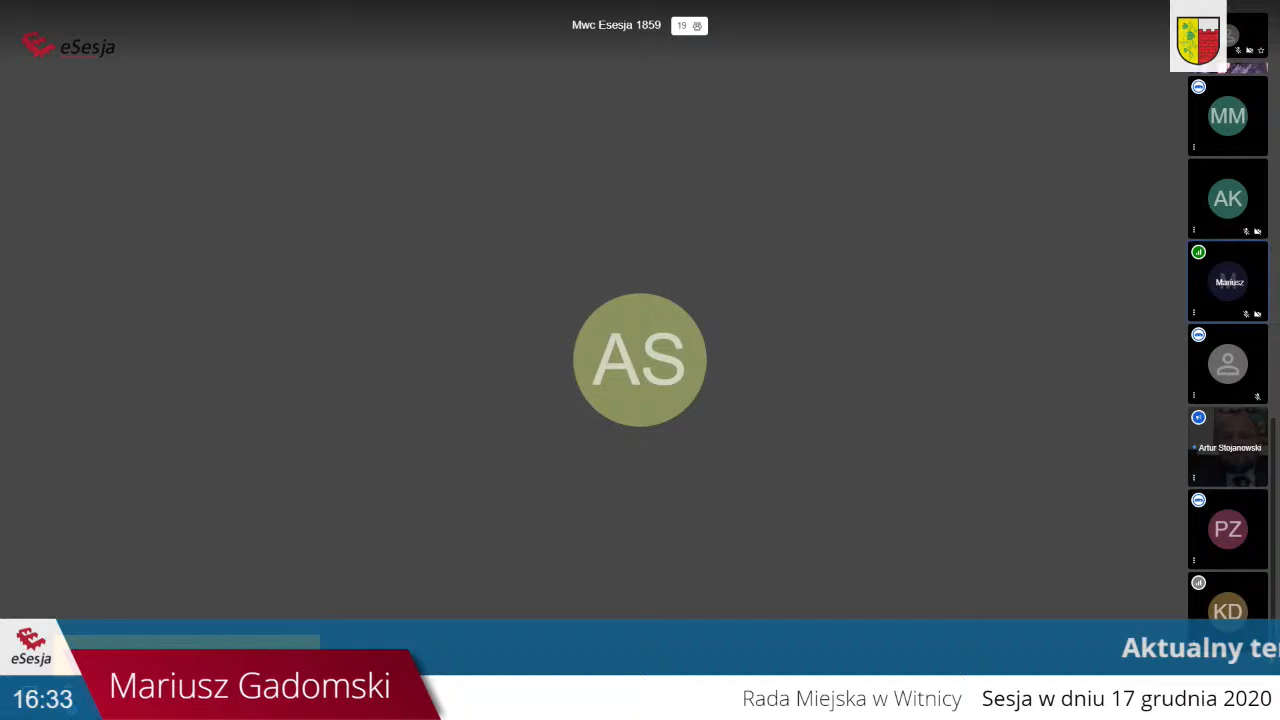 Mwc Esesja 1859
19
eSesja
MM
AK
Mariusz
AS
Artur Stojanowski
PZ
KD
Aktualny te
eSesja
Mariusz Gadomski
16:33
Rada Miejska w Witnicy
Sesja w dniu 17 grudnia 2020